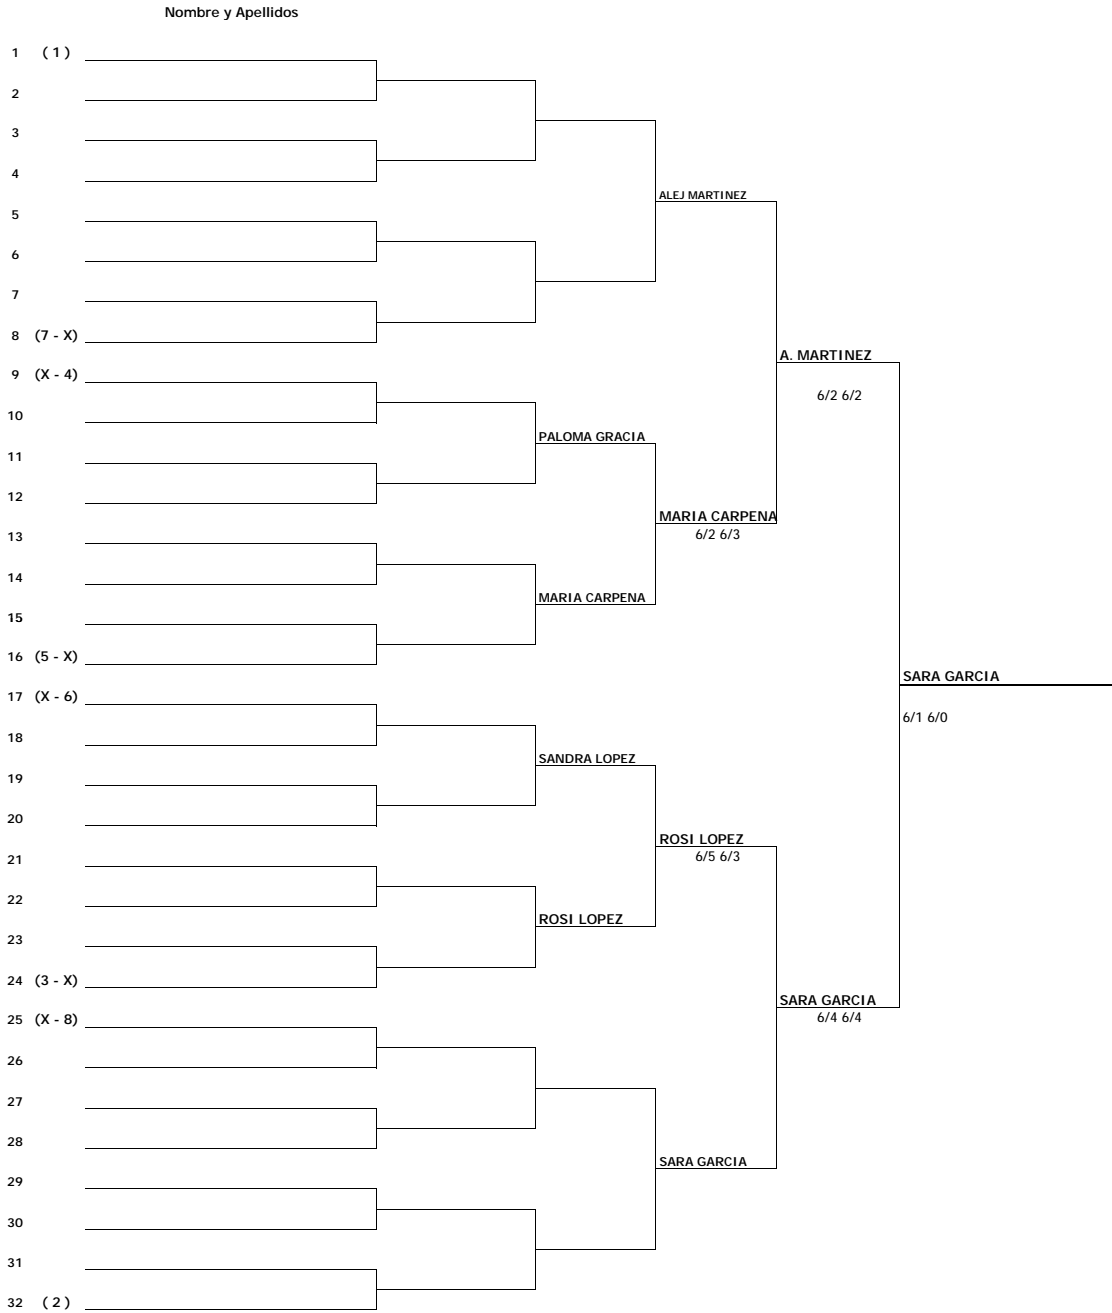 Nombre y Apellidos
1 ( 1 )
2
3
4
ALEJ MARTINEZ
5
6
7
8 (7 - X)
A. MARTINEZ
9 (X - 4)
6/2 6/2
10
PALOMA GRACIA
11
12
MARIA CARPENA
6/2 6/3
13
14
MARIA CARPENA
15
16 (5 - X)
SARA GARCIA
17 (X - 6)
6/1 6/0
18
SANDRA LOPEZ
19
20
ROSI LOPEZ
6/5 6/3
21
22
ROSI LOPEZ
23
24 (3 - X)
SARA GARCIA
6/4 6/4
25 (X - 8)
26
27
28
SARA GARCIA
29
30
31
32 ( 2 )